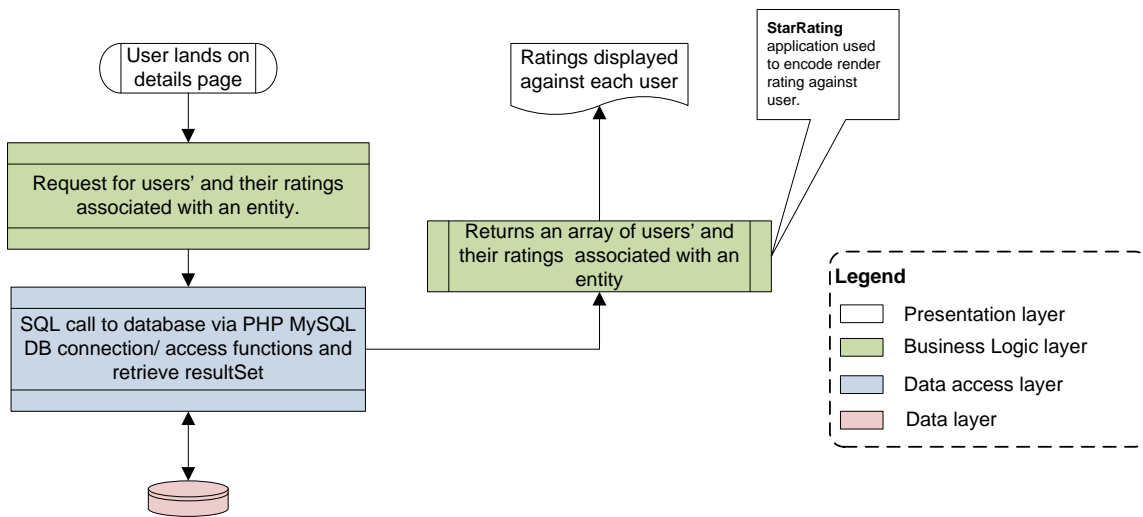 User lands on
details page
Request for users’ and their ratings
associated with an entity.
SQL call to database via PHP MySQL
DB connection/ access functions and
retrieve resultSet
Ratings displayed
against each user
Returns an array of users’ and
their ratings associated with an
entity
StarRating
application used
to encode render
rating against
user.
Legend
Presentation layer
Business Logic layer
Data access layer
Data layer